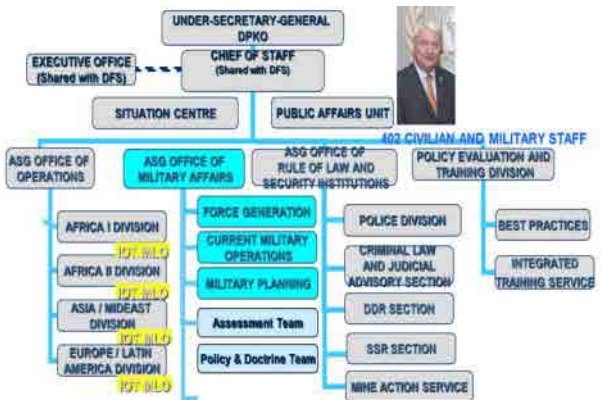 UNDER-SECRETARY-GENERAL
DPKO
EXECUTIVE OFFICE
(Shared with DFS)
CHIEF OF STAFF
(Shared with DFS)
SITUATION CENTRE
PUBLIC AFFAIRS UNIT
402 CIVILIAN AND MILITARY STAFF
ASG OFFICE OF
OPERATIONS
ASG OFFICE OF
MILITARY AFFAIRS
ASG OFFICE OF
RULE OF LAW AND
SECURITY INSTITUTIONS
POLICY EVALUATION AND
TRAINING DIVISION
AFRICA I DIVISION
IOT MLO
AFRICA II DIVISION
IOT MLO
ASIA / MIDEAST
DIVISION
IOT MLO
EUROPE / LATIN
AMERICA DIVISION
IOT MLO
FORCE GENERATION
CURRENT MILITARY
OPERATIONS
MILITARY PLANNING
Assessment Team
Policy & Doctrine Team
POLICE DIVISION
CRIMINAL LAW
AND JUDICIAL
ADVISORY SECTION
DDR SECTION
SSR SECTION
MINE ACTION SERVICE
BEST PRACTICES
INTEGRATED
TRAINING SERVICE